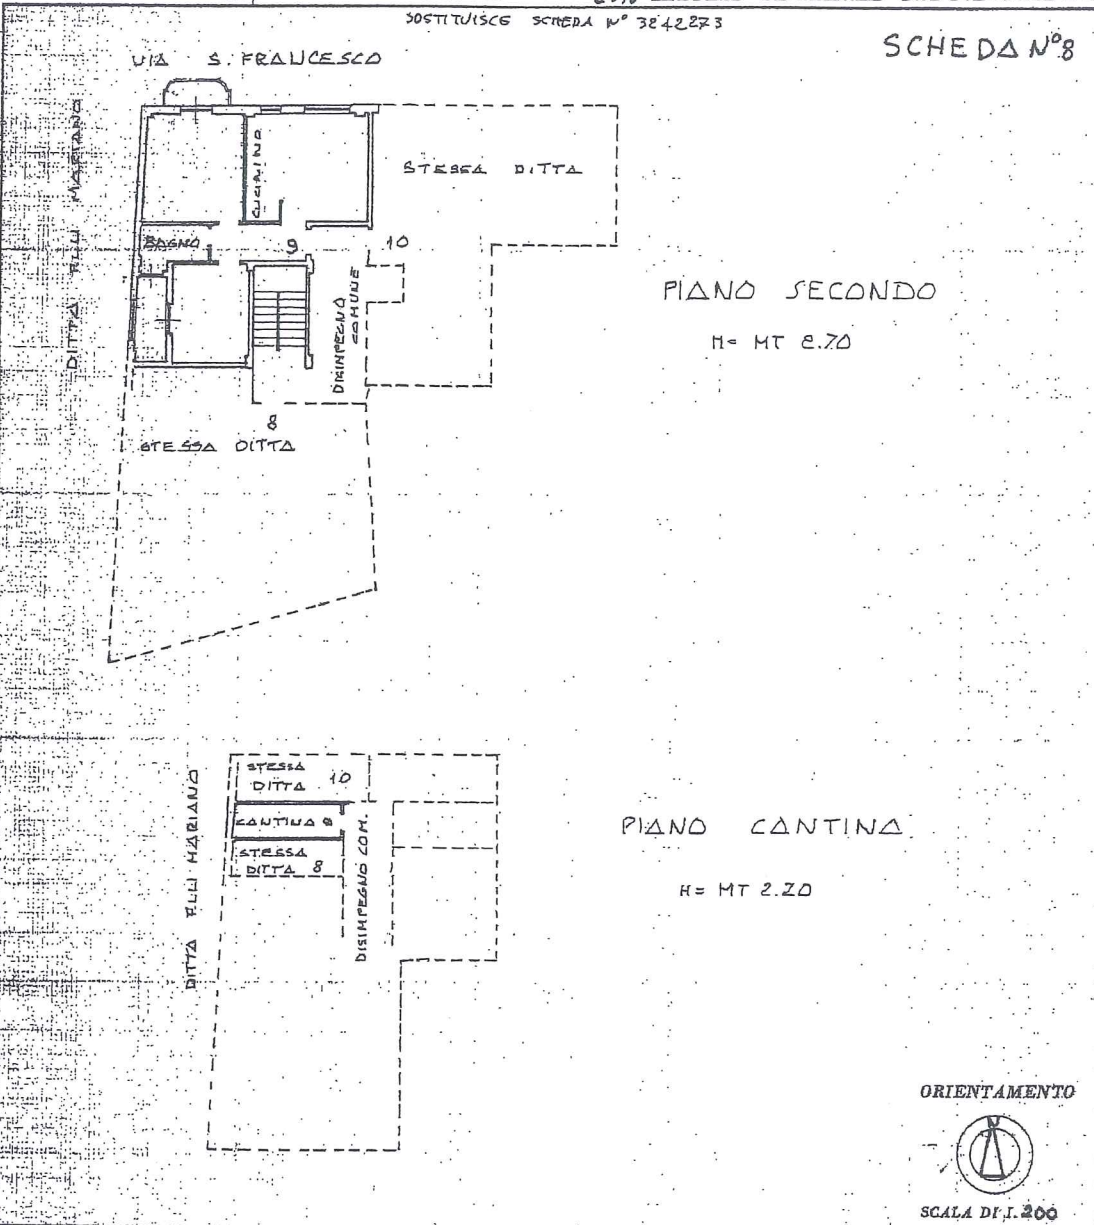 SOSTITUISCE SCHEDA N° 3242273
SCHEDA N°8
VIA S. FRANCESCO
DITTA F.LLI MARIANO
CUCININO
STESSA DITTA
BAGNO
9
10
DISIMPEGNO
COMUNE
PIANO SECONDO
H= MT 2.70
8
STESSA DITTA
STESSA
DITTA 10
CANTINA 9
STESSA
DITTA 8
DITTA F.LLI MARIANO
DISIMPEGNO COM.
PIANO CANTINA
H= MT 2.20
ORIENTAMENTO
N
SCALA DI 1: 200